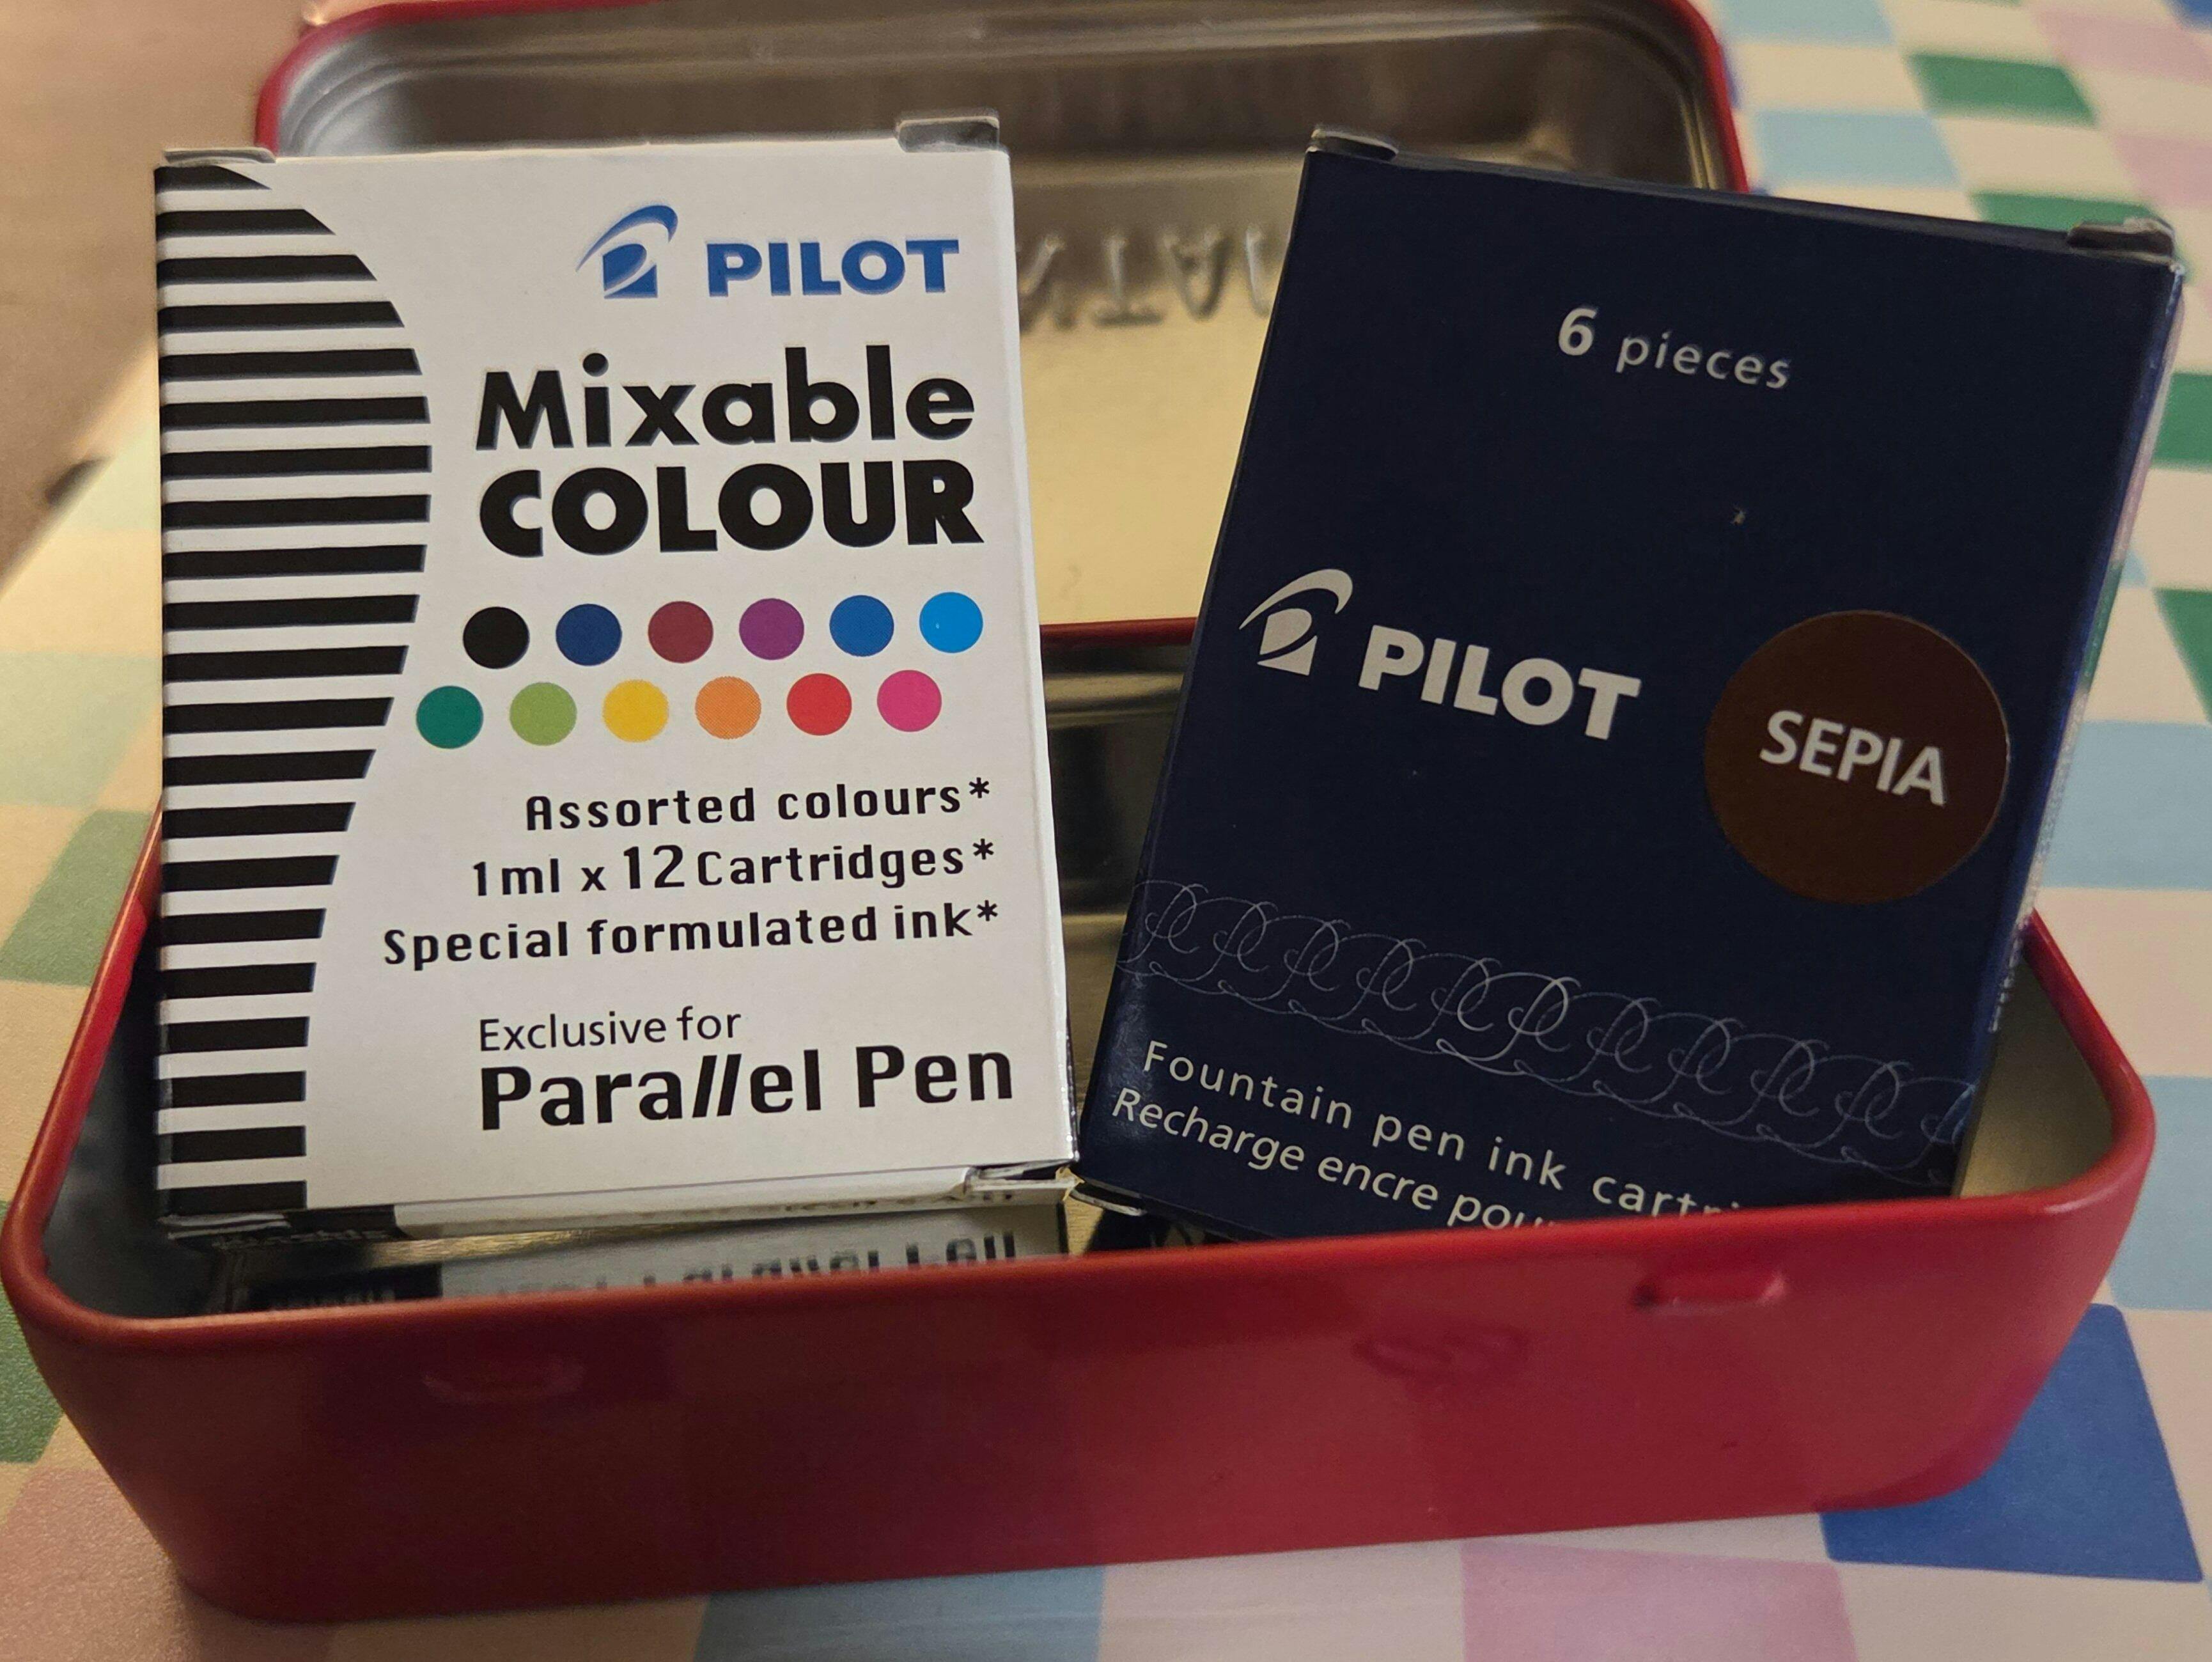 PILOT
Mixable
COLOUR
Assorted colours*
1ml x 12 Cartridges*
Special formulated ink*
Exclusive for
Parallel Pen
6 pieces
PILOT
SEPIA
Fountain pen ink
Recharge encre